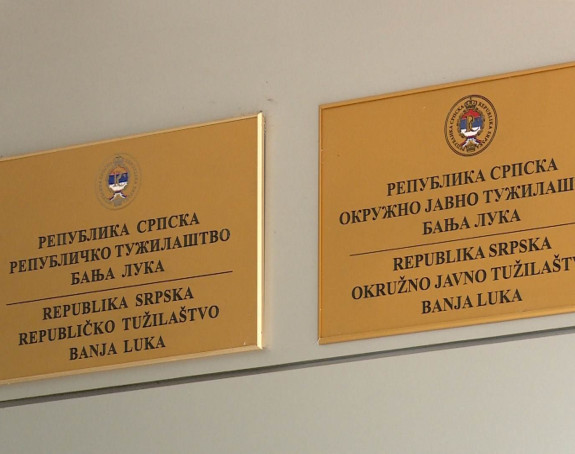 РЕПУБЛИКА СРПСКА
РЕПУБЛИЧКО ТУЖИЛАШТВО
БАЊА ЛУКА
REPUBLIKA SRPSKA
REPUBLIČKO TUŽILAŠTVO
BANJA LUKA
РЕПУБЛИКА СРПСКА
ОКРУЖНО ЈАВНО ТУЖИЛАШ
БАЊА ЛУКА
REPUBLIKA SRPSKA
OKRUŽNO JAVNO TUŽILAŠTV
BANJA LUKA